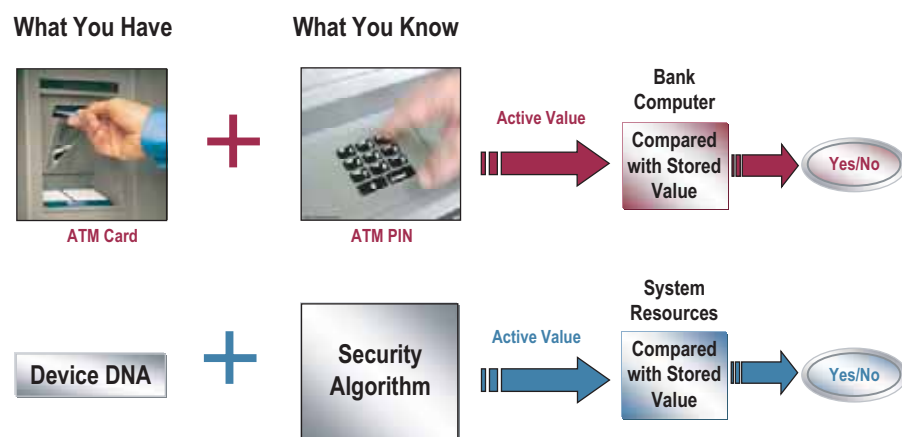 What You Have
What You Know
ATM Card
ATM PIN
Active Value
Bank
Computer
Compared
with Stored
Value
Yes/No
Device DNA
Security
Algorithm
Active Value
System
Resources
Compared
with Stored
Value
Yes/No